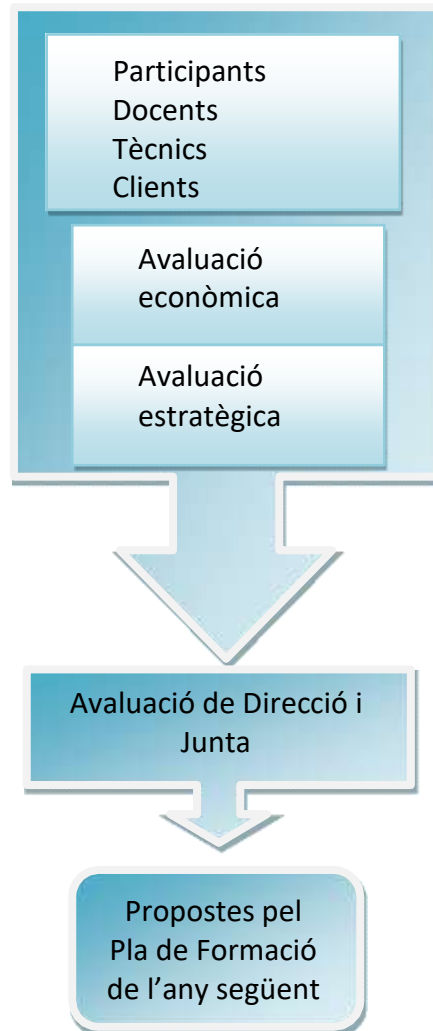 Participants
Docents
Tècnics
Clients
Avaluació
econòmica
Avaluació
estratègica
Avaluació de Direcció i
Junta
Propostes pel
Pla de Formació
de l’any següent